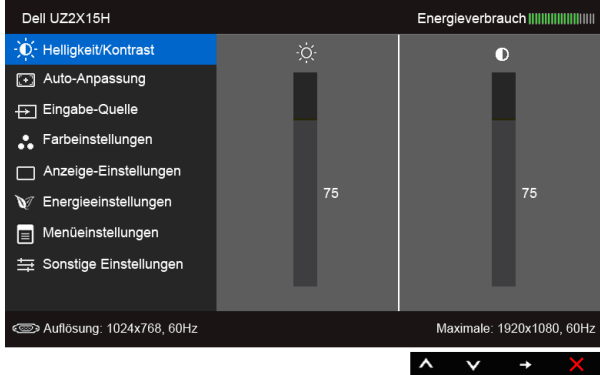 Dell UZ2X15H
Energieverbrauch
Helligkeit/Kontrast
Auto-Anpassung
Eingabe-Quelle
Farbeinstellungen
Anzeige-Einstellungen
Energieeinstellungen
Menüeinstellungen
Sonstige Einstellungen
75
75
Auflösung: 1024x768, 60Hz
Maximale: 1920x1080, 60Hz